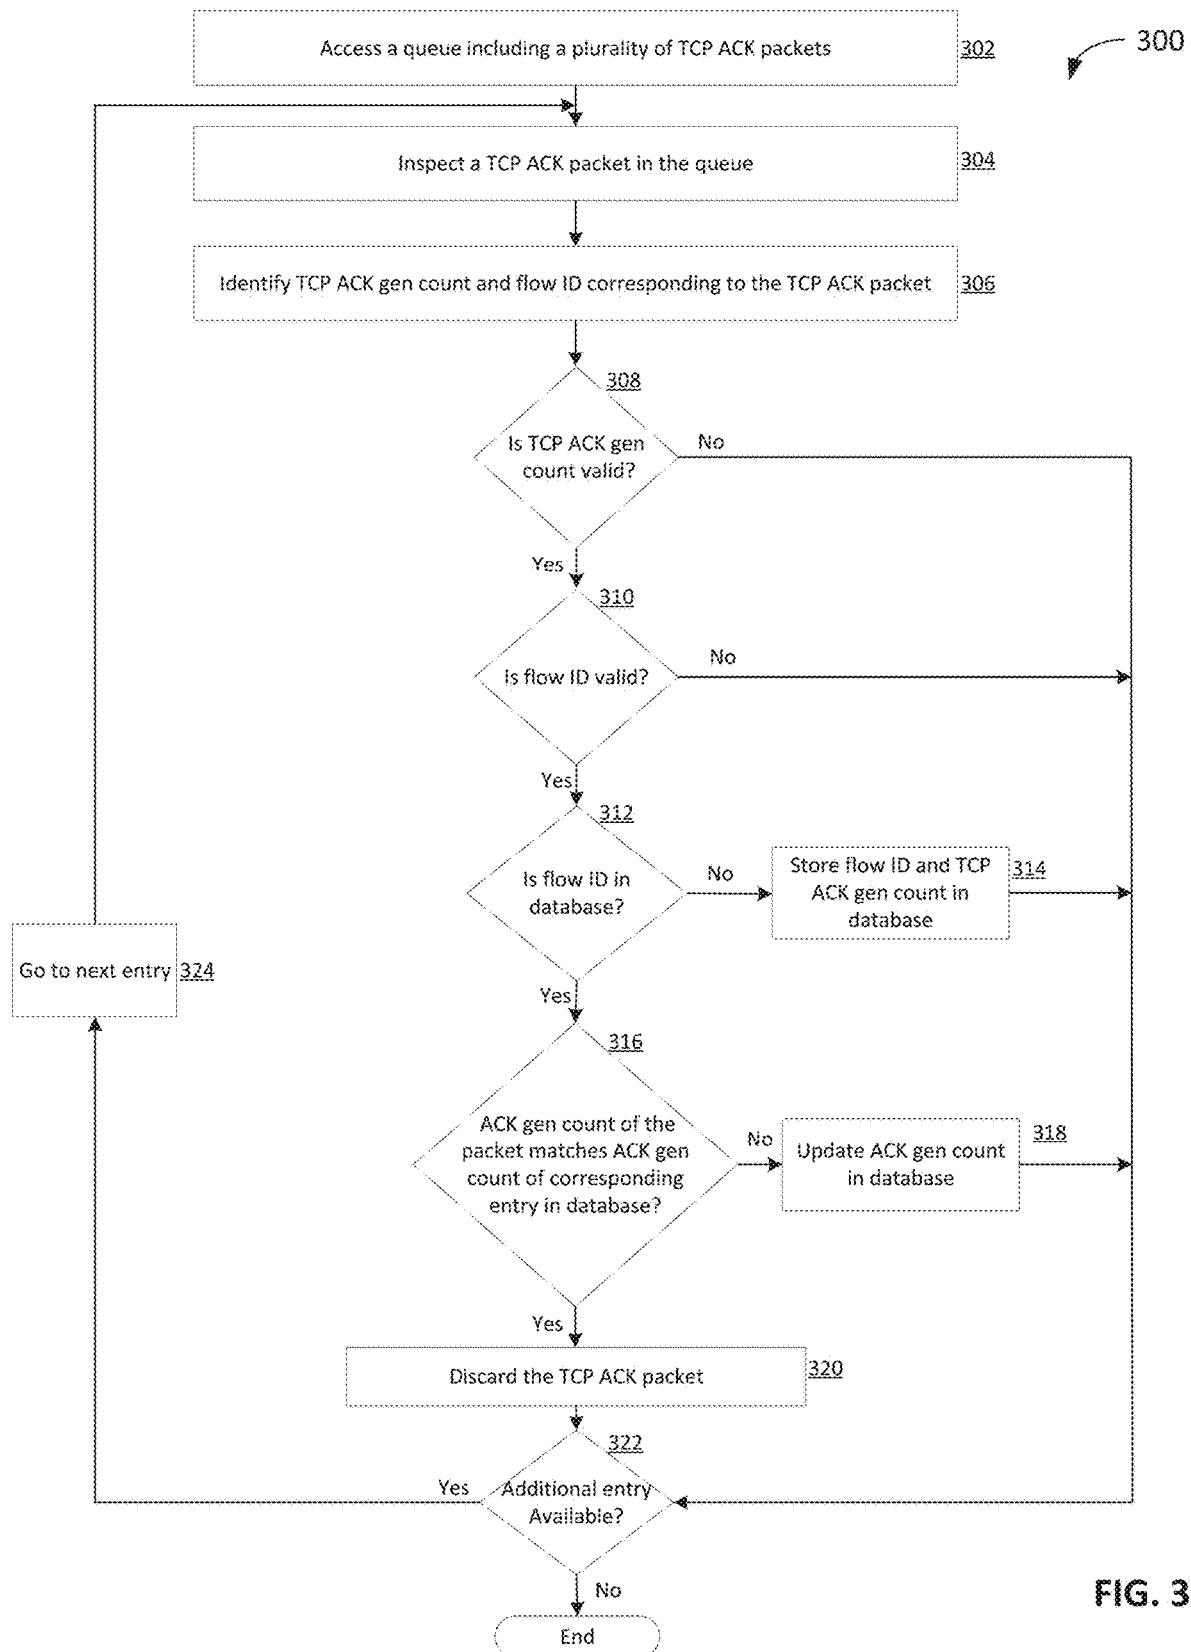 Access a queue including a plurality of TCP ACK packets
302
300
Inspect a TCP ACK packet in the queue
304
Identify TCP ACK gen count and flow ID corresponding to the TCP ACK packet
306
308
Is TCP ACK gen
count valid?
No
Yes
310
Is flow ID valid?
No
Yes
312
Is flow ID in
database?
No
Store flow ID and TCP
ACK gen count in
database
314
Go to next entry
324
Yes
316
ACK gen count of the
packet matches ACK gen
count of corresponding
entry in database?
No
Update ACK gen count
in database
318
Yes
Discard the TCP ACK packet
320
322
Additional entry
Available?
Yes
No
End
FIG. 3